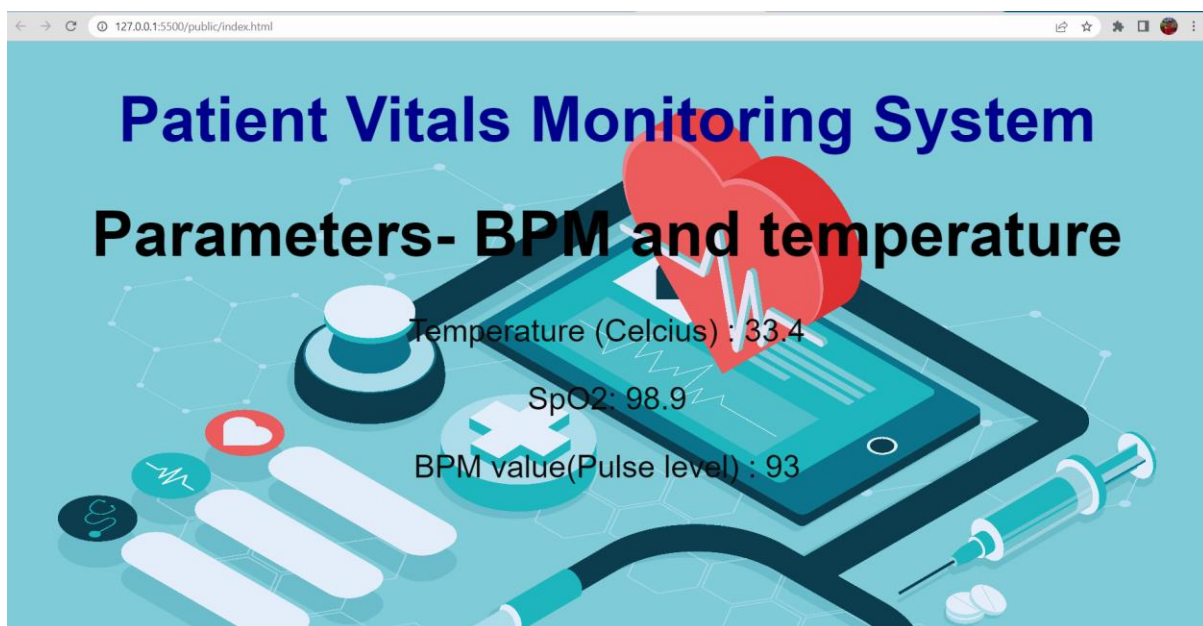 127.0.0.1:5500/public/index.html
Patient Vitals Monitoring System
Parameters- BPM and temperature
Temperature (Celcius) : 33.4
SpO2: 98.9
BPM value(Pulse level) : 93